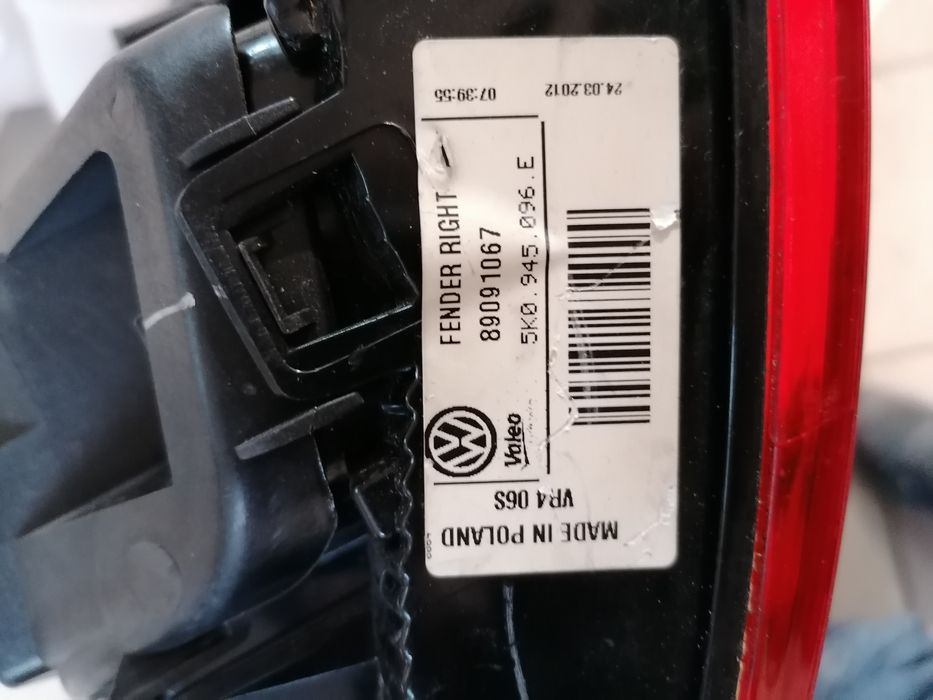 07:39:55
24.03.2012
FENDER RIGHT
89091067
5K0.945.096.E
Valeo
VR4 06S
MADE IN POLAND